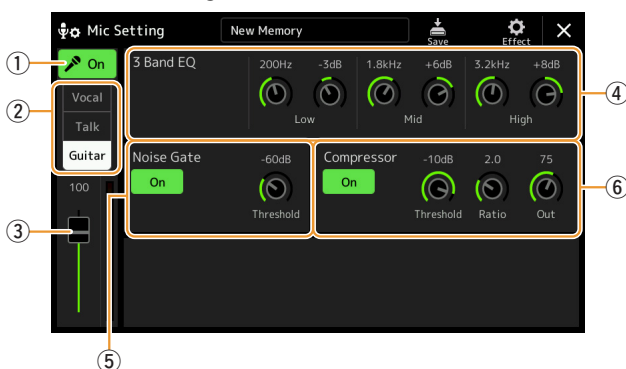 Mic Setting
New Memory
Save
Effect
1
On
2
Vocal
Talk
Guitar
3
100
3 Band EQ
200Hz -3dB 1.8kHz +6dB 3.2kHz +8dB
Low Mid High
4
Noise Gate
On
-60dB
Threshold
5
Compressor
On
-10dB 2.0 75
Threshold Ratio Out
6